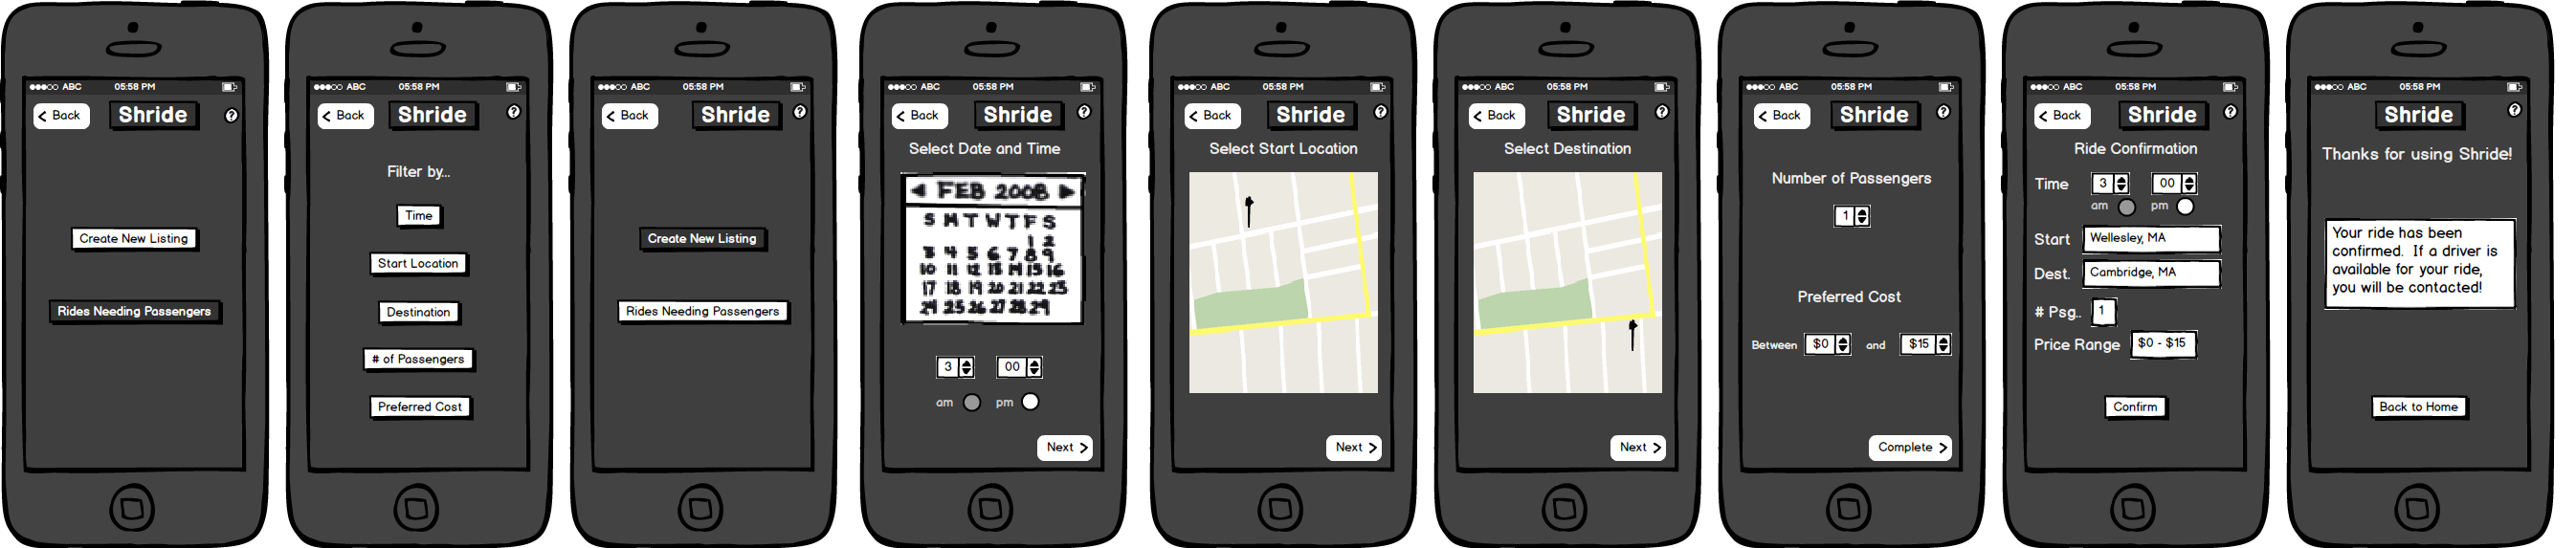 ABC 05:58 PM
Back Shride ?
Create New Listing
Rides Needing Passengers
ABC 05:58 PM
Back Shride ?
Filter by...
Time
Start Location
Destination
# of Passengers
Preferred Cost
ABC 05:58 PM
Back Shride ?
Create New Listing
Rides Needing Passengers
ABC 05:58 PM
Back Shride ?
Select Date and Time
FEB 2008
S M T W T F S
1 2
3 4 5 6 7 8 9
10 11 12 13 14 15 16
17 18 19 20 21 22 23
24 25 26 27 28 29
3 00
am pm
Next
ABC 05:58 PM
Back Shride ?
Select Start Location
Next
ABC 05:58 PM
Back Shride ?
Select Destination
Next
ABC 05:58 PM
Back Shride ?
Number of Passengers
1
Preferred Cost
Between $0 and $15
Complete
ABC 05:58 PM
Back Shride ?
Ride Confirmation
Time 3 00
am pm
Start Wellesley, MA
Dest. Cambridge, MA
# Psg.. 1
Price Range $0 - $15
Confirm
ABC 05:58 PM
Shride ?
Thanks for using Shride!
Your ride has been
confirmed. If a driver is
available for your ride,
you will be contacted!
Back to Home